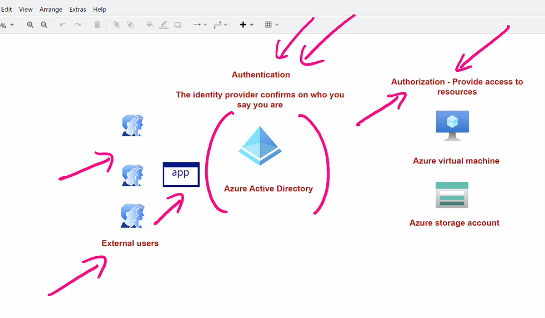 Edit View Arrange Extras Help
%
Authentication
The identity provider confirms on who you
say you are
Authorization - Provide access to
resources
app
Azure Active Directory
Azure virtual machine
Azure storage account
External users